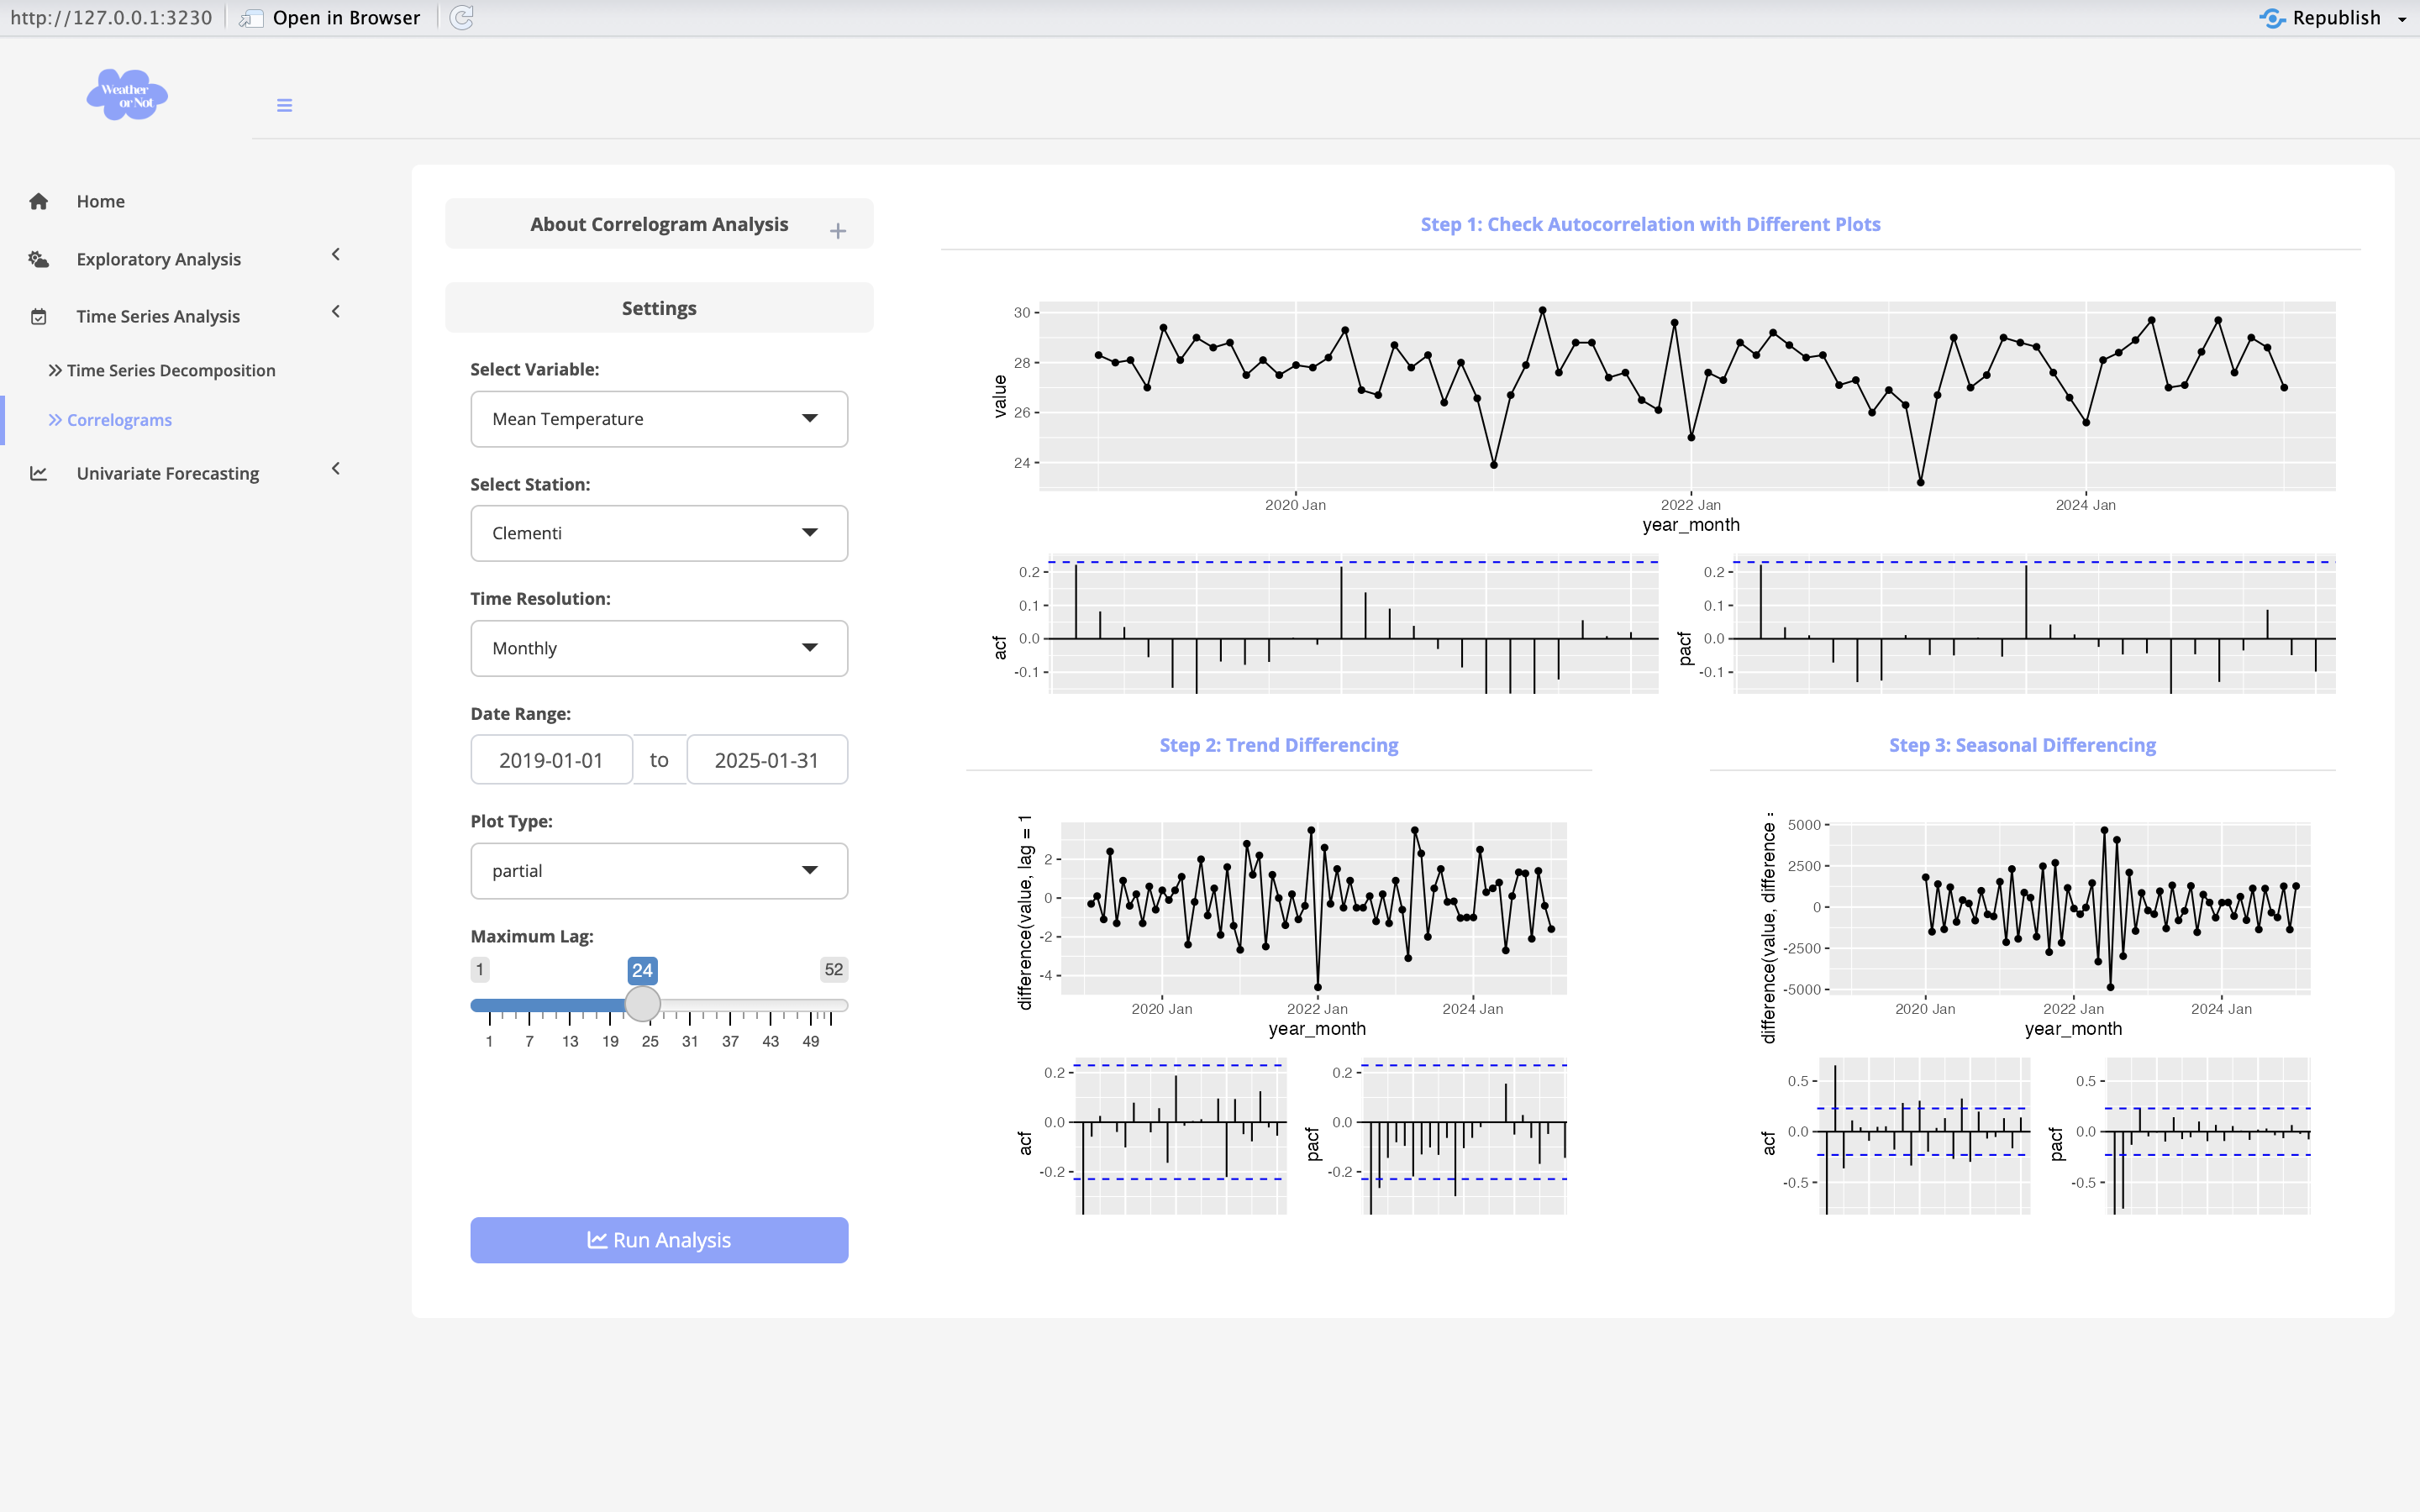 http://127.0.0.1:3230 Open in Browser Republish
Weather
or Not
Home
Exploratory Analysis
Time Series Analysis
Time Series Decomposition
Correlograms
Univariate Forecasting
About Correlogram Analysis
Settings
Select Variable:
Mean Temperature
Select Station:
Clementi
Time Resolution:
Monthly
Date Range:
2019-01-01 to 2025-01-31
Plot Type:
partial
Maximum Lag:
1 24 52
1 7 13 19 25 31 37 43 49
Run Analysis
Step 1: Check Autocorrelation with Different Plots
value
30
28
26
24
2020 Jan 2022 Jan 2024 Jan
year_month
acf
0.2
0.1
0.0
-0.1
pacf
0.2
0.1
0.0
-0.1
Step 2: Trend Differencing
difference(value, lag = 1
2
0
-2
-4
2020 Jan 2022 Jan 2024 Jan
year_month
acf
0.2
0.0
-0.2
pacf
0.2
0.0
-0.2
Step 3: Seasonal Differencing
difference(value, difference :
5000
2500
0
-2500
-5000
2020 Jan 2022 Jan 2024 Jan
year_month
acf
0.5
0.0
-0.5
pacf
0.5
0.0
-0.5